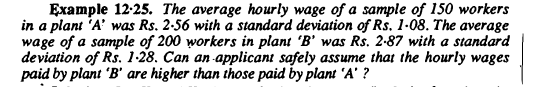 Example 12·25. The average hourly wage of a sample of 150 workers
in a plant 'A' was Rs. 2·56 with a standard deviation of Rs. 1·08. The average
wage of a sample of 200 workers in plant 'B' was Rs. 2·87 with a standard
deviation of Rs. 1·28. Can an applicant safely assume that the hourly wages
paid by plant 'B' are higher than those paid by plant 'A' ?